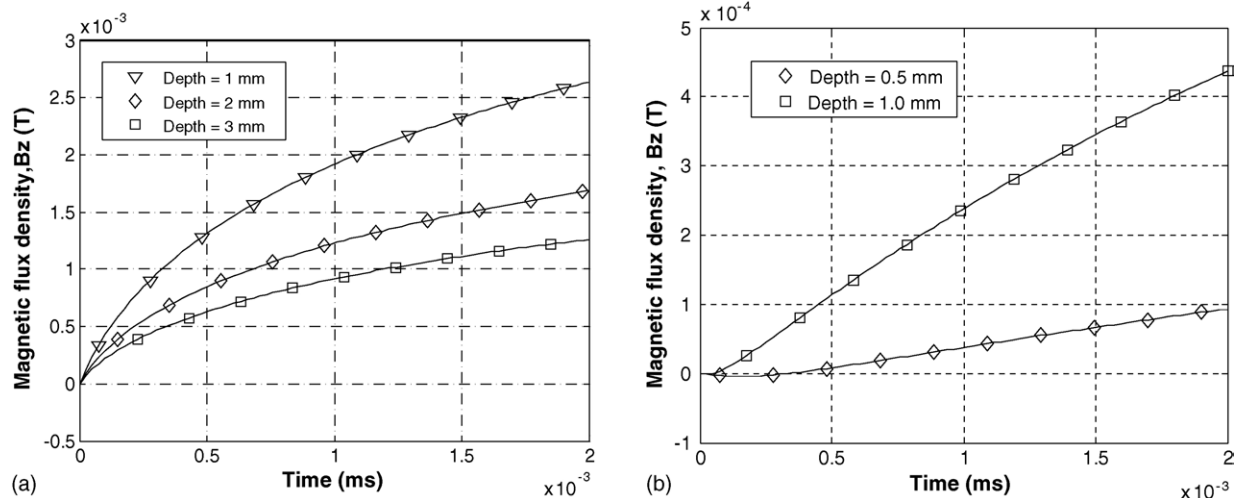 x10-3
3
2.5
2
1.5
1
0.5
0
-0.5
Magnetic flux density,Bz (T)
Depth = 1 mm
Depth = 2 mm
Depth = 3 mm
0 0.5 1 1.5 2
Time (ms)
x10-3
(a)
x 10-4
5
4
3
2
1
0
-1
Magnetic flux density, Bz (T)
Depth = 0.5 mm
Depth = 1.0 mm
0 0.5 1 1.5 2
Time (ms)
x10-3
(b)